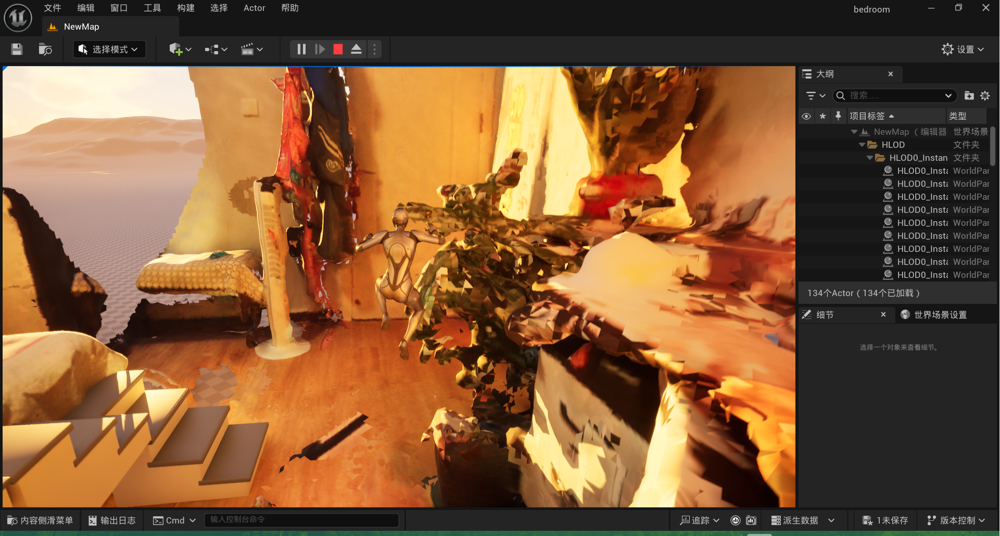 文件 编辑 窗口 工具 构建 选择 Actor 帮助
bedroom
NewMap
选择模式
设置
大纲
搜索......
项目标签 类型
NewMap （编辑器 世界场景
HLOD 文件夹
HLOD0_Instan 文件夹
HLOD0_Insta WorldPar
HLOD0_Insta WorldPar
HLOD0_Insta WorldPar
HLOD0_Insta WorldPar
HLOD0_Insta WorldPar
HLOD0_Insta WorldPar
HLOD0_Insta WorldPar
HLOD0_Insta WorldPar
HLOD0_Insta WorldPar
134个Actor（134个已加载）
细节 世界场景设置
选择一个对象来查看细节。
内容侧滑菜单 输出日志 Cmd 输入控制台命令 追踪 派生数据 1未保存 版本控制